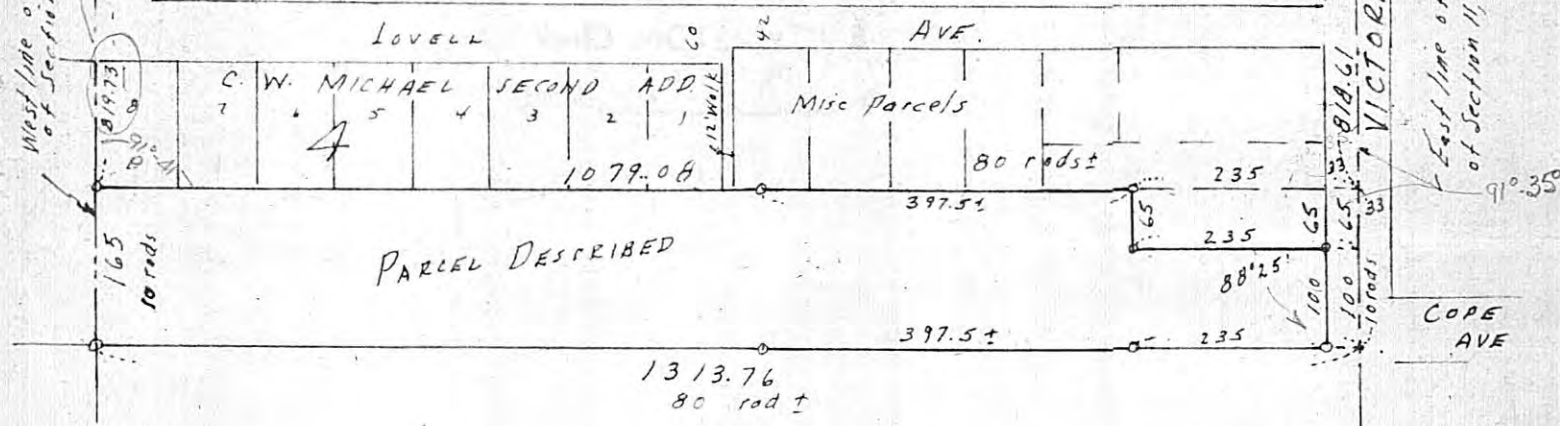 West line o
of Section
819.73
LOVELL AVE.
60
42
C. W. MICHAEL SECOND ADD.
7 6 5 4 3 2 1
8
4
12' Walk
Misc Parcels
818.61
VICTOR
East line of
of Section 11,
91° 35'
1079.08
80 rods ±
397.5±
235
33
33
65
65
65
235
88°25'
165
10 rods
PARCEL DESCRIBED
100
100
10 rods
COPE
AVE
397.5±
235
1313.76
80 rod ±